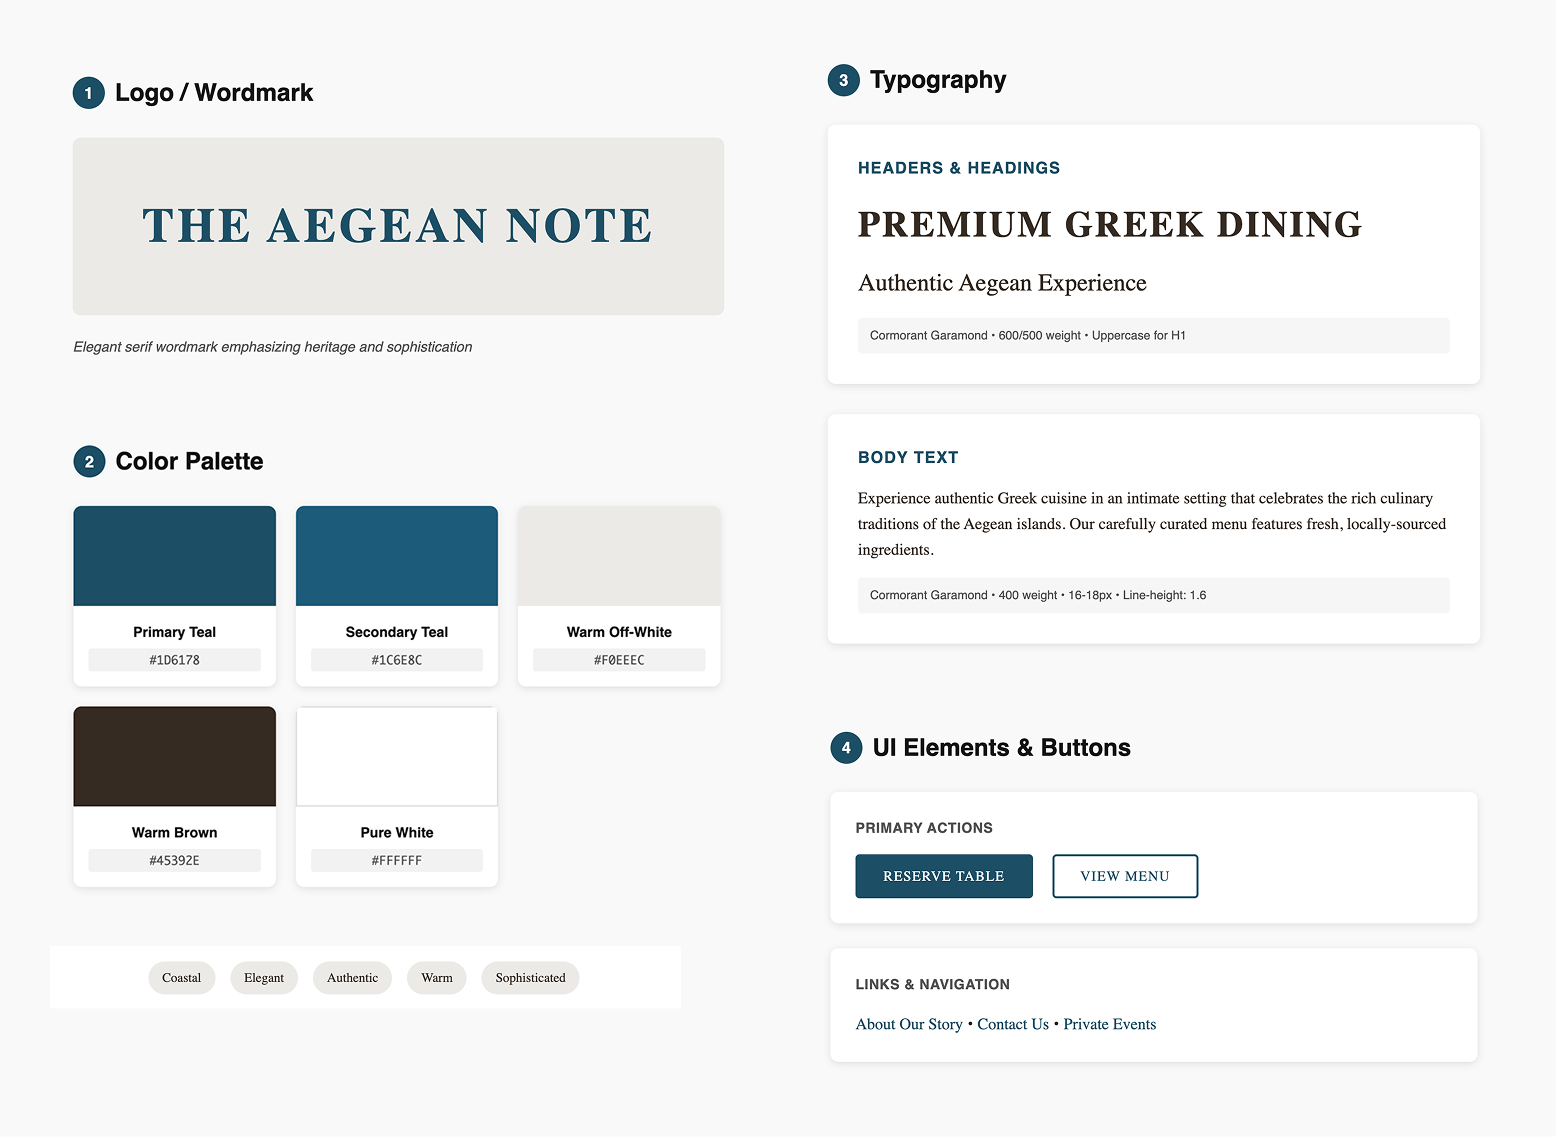 1 Logo / Wordmark
THE AEGEAN NOTE
Elegant serif wordmark emphasizing heritage and sophistication
2 Color Palette
Primary Teal
#1D6178
Secondary Teal
#1C6E8C
Warm Off-White
#F0EEEC
Warm Brown
#45392E
Pure White
#FFFFFF
Coastal
Elegant
Authentic
Warm
Sophisticated
3 Typography
HEADERS & HEADINGS
PREMIUM GREEK DINING
Authentic Aegean Experience
Cormorant Garamond • 600/500 weight • Uppercase for H1
BODY TEXT
Experience authentic Greek cuisine in an intimate setting that celebrates the rich culinary
traditions of the Aegean islands. Our carefully curated menu features fresh, locally-sourced
ingredients.
Cormorant Garamond • 400 weight • 16-18px • Line-height: 1.6
4 UI Elements & Buttons
PRIMARY ACTIONS
RESERVE TABLE
VIEW MENU
LINKS & NAVIGATION
About Our Story • Contact Us • Private Events